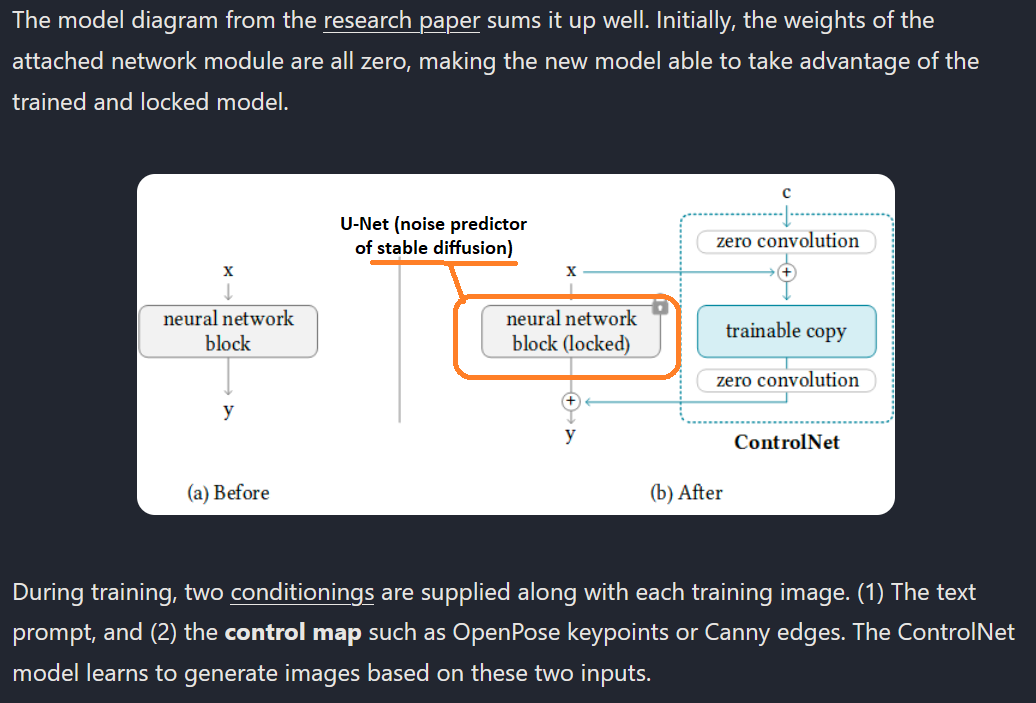 The model diagram from the research paper sums it up well. Initially, the weights of the
attached network module are all zero, making the new model able to take advantage of the
trained and locked model.
U-Net (noise predictor
of stable diffusion)
x
neural network
block
y
(a) Before
x
neural network
block (locked)
+
y
c
zero convolution
+
trainable copy
zero convolution
ControlNet
(b) After
During training, two conditionings are supplied along with each training image. (1) The text
prompt, and (2) the control map such as OpenPose keypoints or Canny edges. The ControlNet
model learns to generate images based on these two inputs.